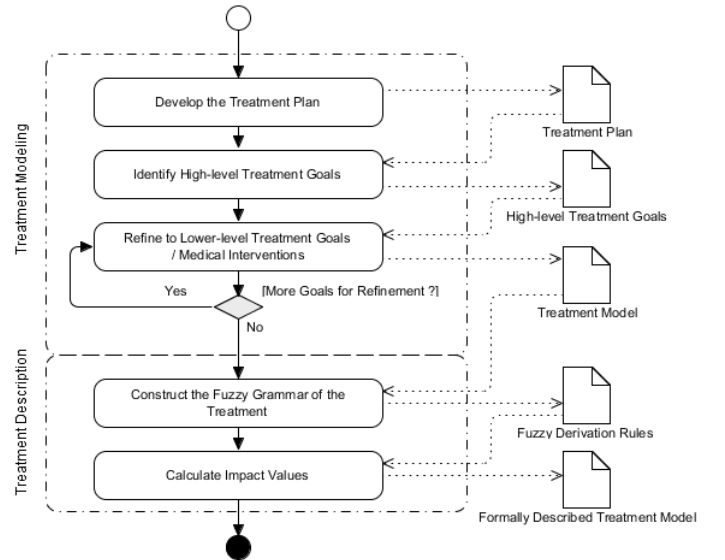 Treatment Modeling
Develop the Treatment Plan
Treatment Plan
Identify High-level Treatment Goals
High-level Treatment Goals
Refine to Lower-level Treatment Goals
/ Medical Interventions
Yes
[More Goals for Refinement ?]
Treatment Model
No
Treatment Description
Construct the Fuzzy Grammar of the
Treatment
Fuzzy Derivation Rules
Calculate Impact Values
Formally Described Treatment Model